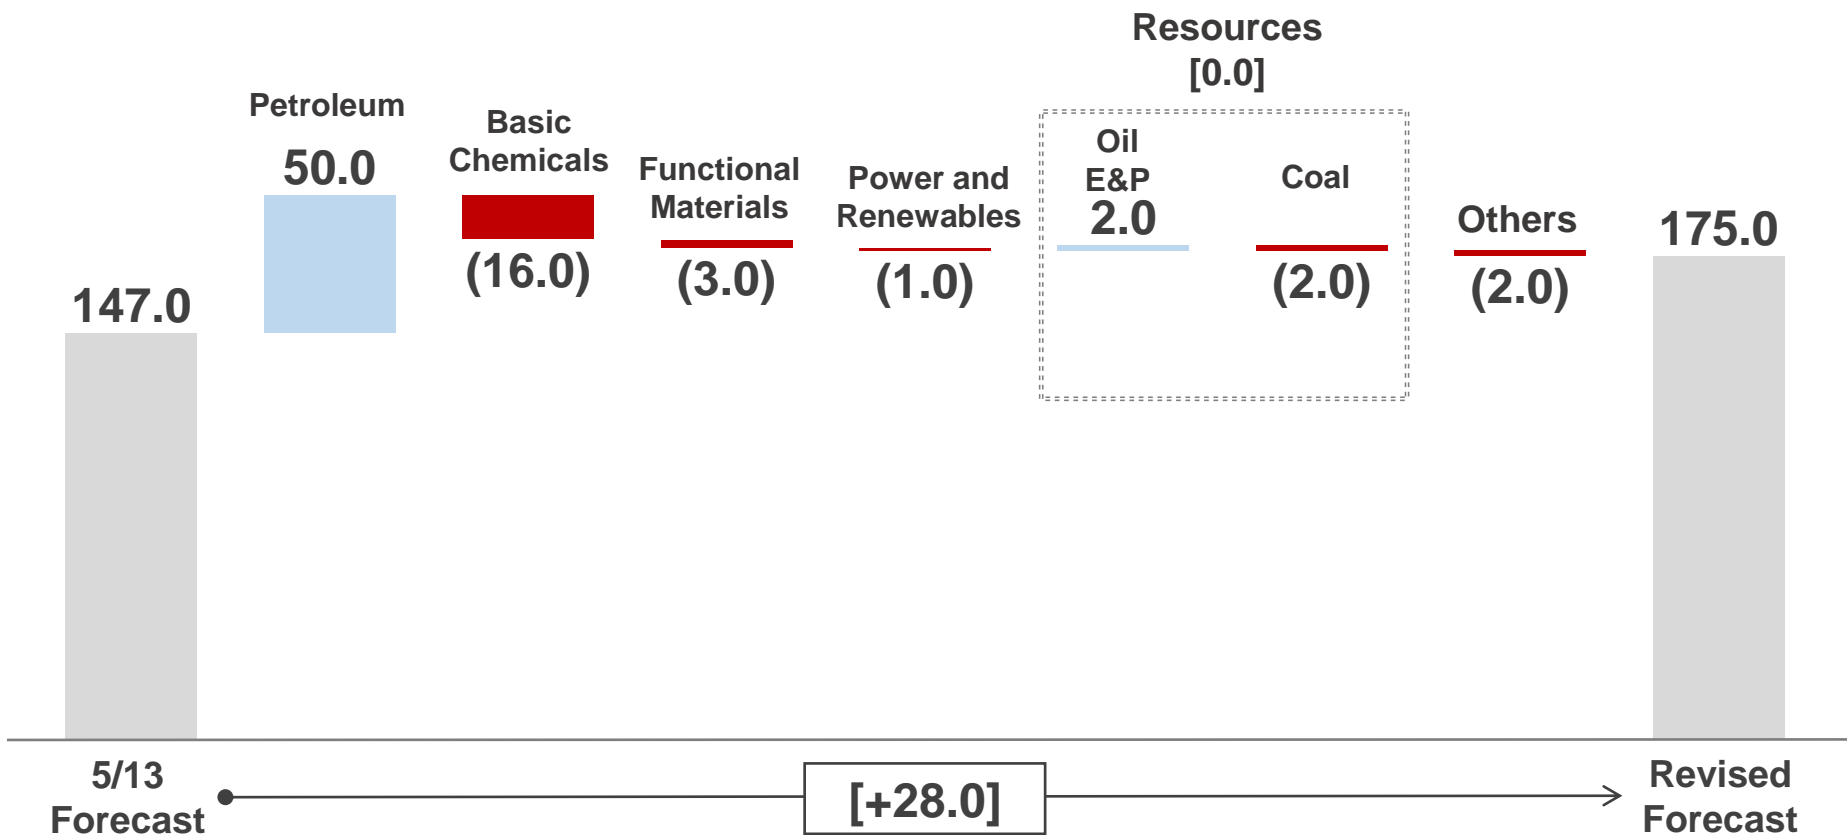 Resources
[0.0]
Petroleum
50.0
Basic
Chemicals
(16.0)
Functional
Materials
(3.0)
Power and
Renewables
(1.0)
Oil
E&P
2.0
Coal
(2.0)
Others
(2.0)
147.0
175.0
5/13
Forecast
[+28.0]
Revised
Forecast